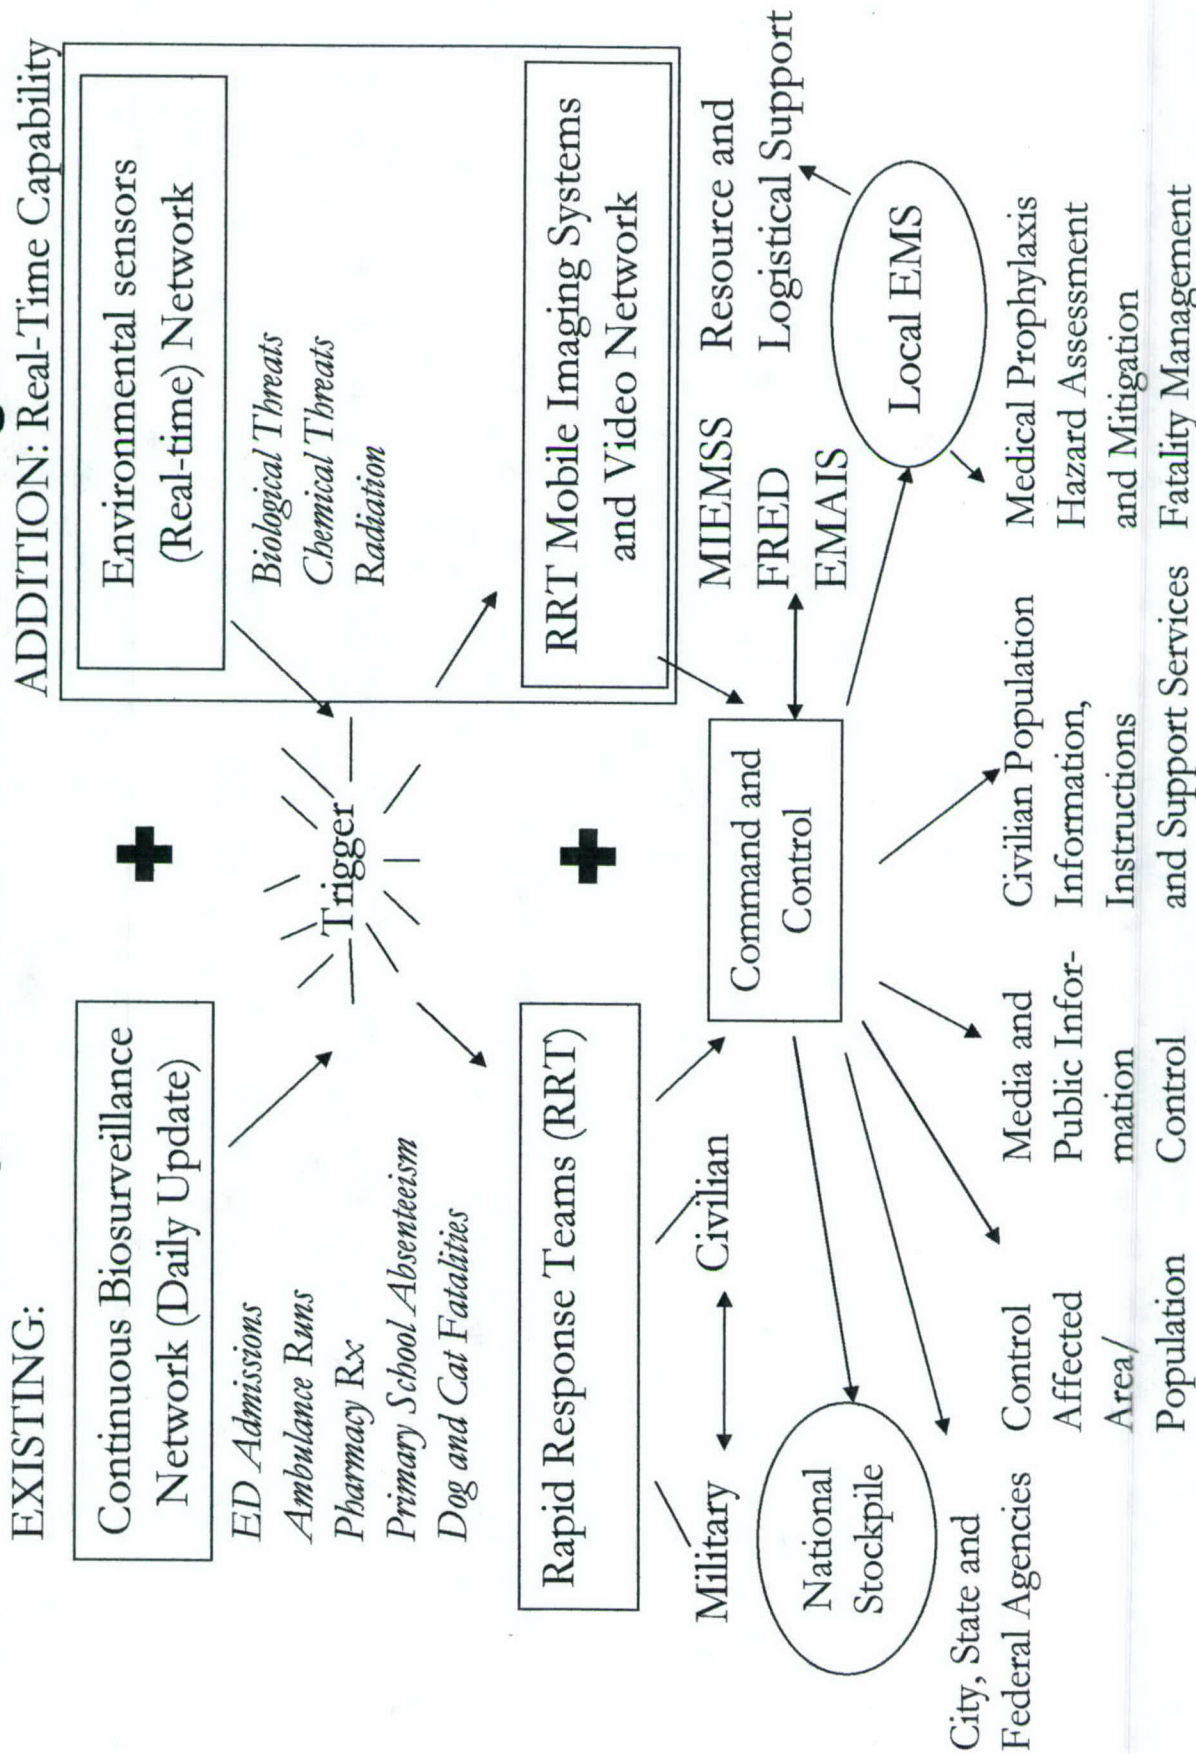 EXISTING:
ADDITION: Real-Time Capability
Continuous Biosurveillance
Network (Daily Update)
Environmental sensors
(Real-time) Network
ED Admissions
Ambulance Runs
Pharmacy Rx
Primary School Absenteeism
Dog and Cat Fatalities
Trigger
Biological Threats
Chemical Threats
Radiation
Rapid Response Teams (RRT)
RRT Mobile Imaging Systems
and Video Network
Military
Civilian
Command and
Control
MIEMSS
FRED
EMAIS
Resource and
Logistical Support
National
Stockpile
Local EMS
City, State and
Federal Agencies
Control
Affected
Area/
Population
Media and
Public Infor-
mation
Control
Civilian Population
Information,
Instructions
and Support Services
Medical Prophylaxis
Hazard Assessment
and Mitigation
Fatality Management